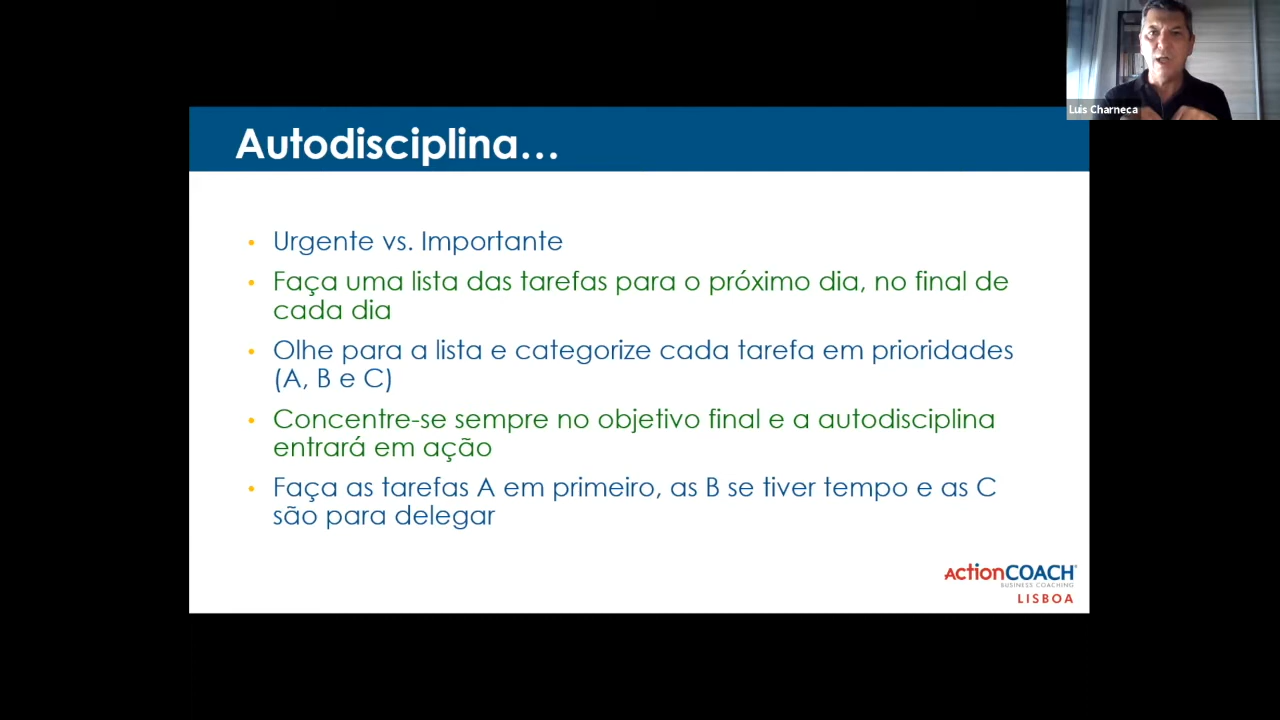 Luis Charneca
Autodisciplina...
• Urgente vs. Importante
• Faça uma lista das tarefas para o próximo dia, no final de
cada dia
• Olhe para a lista e categorize cada tarefa em prioridades
(A, B e C)
• Concentre-se sempre no objetivo final e a autodisciplina
entrará em ação
• Faça as tarefas A em primeiro, as B se tiver tempo e as C
são para delegar
ActionCOACH
BUSINESS COACHING
LISBOA